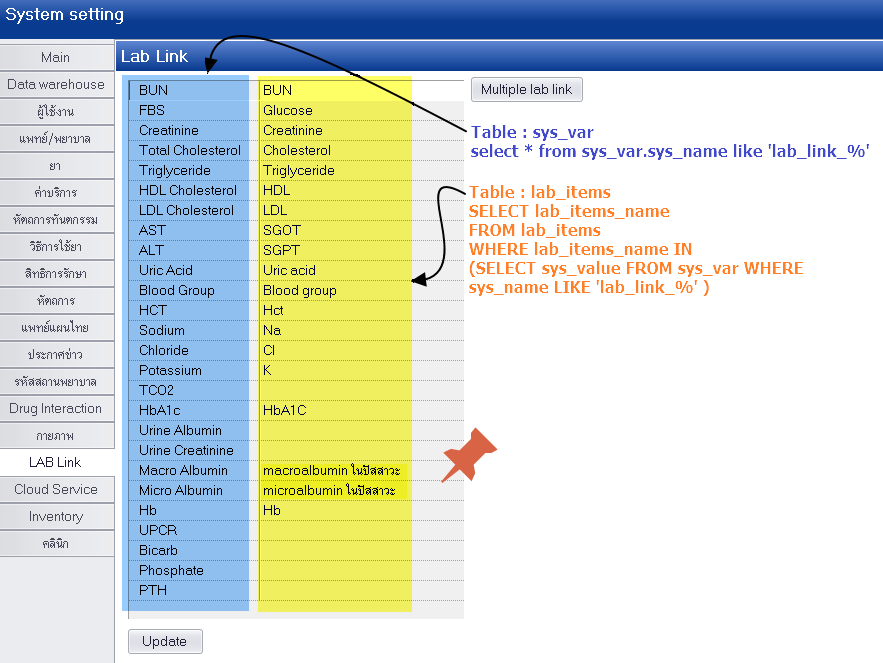 System setting
Main
Data warehouse
ผู้ใช้งาน
แพทย์/พยาบาล
ยา
ค่าบริการ
หัตถการทันตกรรม
วิธีการใช้ยา
สิทธิการรักษา
หัตถการ
แพทย์แผนไทย
ประกาศข่าว
รหัสสถานพยาบาล
Drug Interaction
กายภาพ
LAB Link
Cloud Service
Inventory
คลินิก
Lab Link
BUN BUN
FBS Glucose
Creatinine Creatinine
Total Cholesterol Cholesterol
Triglyceride Triglyceride
HDL Cholesterol HDL
LDL Cholesterol LDL
AST SGOT
ALT SGPT
Uric Acid Uric acid
Blood Group Blood group
HCT Hct
Sodium Na
Chloride Cl
Potassium K
TCO2
HbA1c HbA1C
Urine Albumin
Urine Creatinine
Macro Albumin macroalbumin ในปัสสาวะ
Micro Albumin microalbumin ในปัสสาวะ
Hb Hb
UPCR
Bicarb
Phosphate
PTH
Update
Multiple lab link
Table : sys_var
select * from sys_var.sys_name like 'lab_link_%'
Table : lab_items
SELECT lab_items_name
FROM lab_items
WHERE lab_items_name IN
(SELECT sys_value FROM sys_var WHERE
sys_name LIKE 'lab_link_%' )